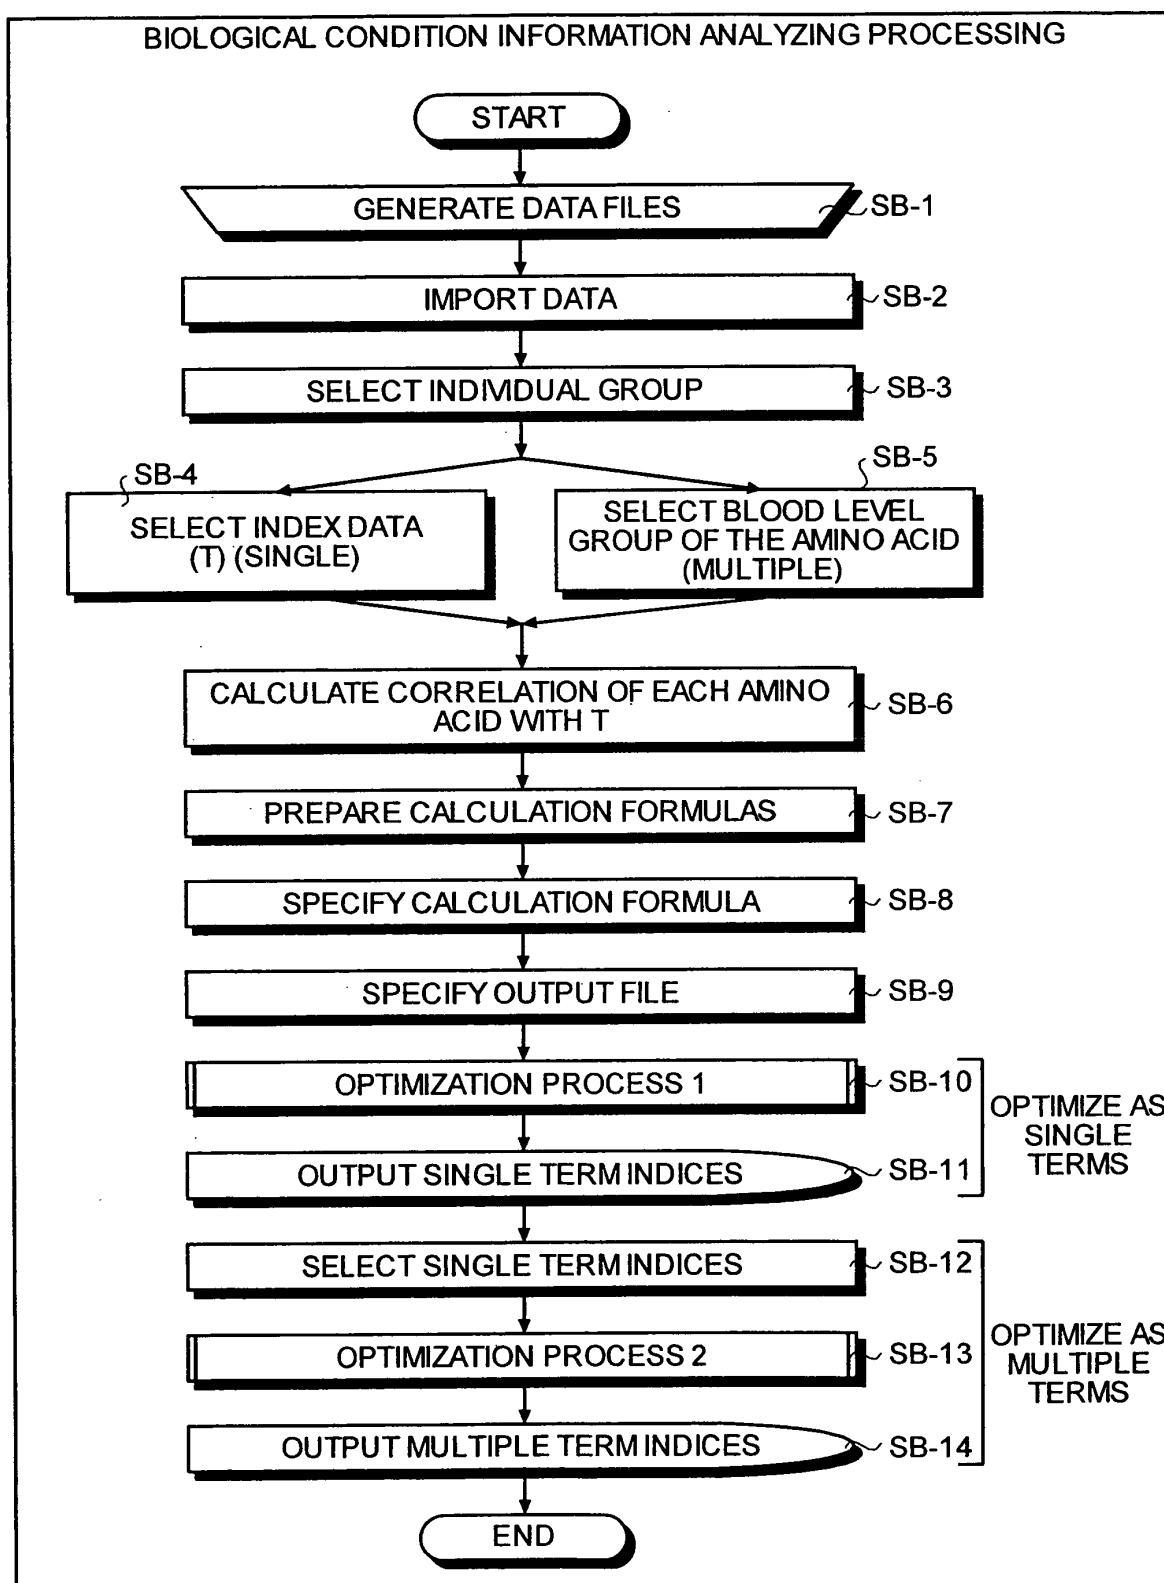 BIOLOGICAL CONDITION INFORMATION ANALYZING PROCESSING
START
GENERATE DATA FILES
SB-1
IMPORT DATA
SB-2
SELECT INDIVIDUAL GROUP
SB-3
SB-4
SELECT INDEX DATA
(T) (SINGLE)
SB-5
SELECT BLOOD LEVEL
GROUP OF THE AMINO ACID
(MULTIPLE)
CALCULATE CORRELATION OF EACH AMINO
ACID WITH T
SB-6
PREPARE CALCULATION FORMULAS
SB-7
SPECIFY CALCULATION FORMULA
SB-8
SPECIFY OUTPUT FILE
SB-9
OPTIMIZATION PROCESS 1
SB-10
OUTPUT SINGLE TERM INDICES
SB-11
OPTIMIZE AS
SINGLE
TERMS
SELECT SINGLE TERM INDICES
SB-12
OPTIMIZATION PROCESS 2
SB-13
OUTPUT MULTIPLE TERM INDICES
SB-14
OPTIMIZE AS
MULTIPLE
TERMS
END